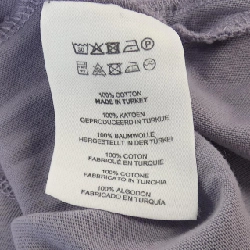 100% COTTON
MADE IN TURKEY
100% KATOEN
GEPRODUCEERD IN TURKIJE
100% BAUMWOLLE
HERGESTELLT IN DER TÜRKEI
100% COTON
FABRIQUÉ EN TURQUIE
100% COTONE
FABBRICATO IN TURCHIA
100% ALGODÓN
FABRICADO EN TURQUÍA